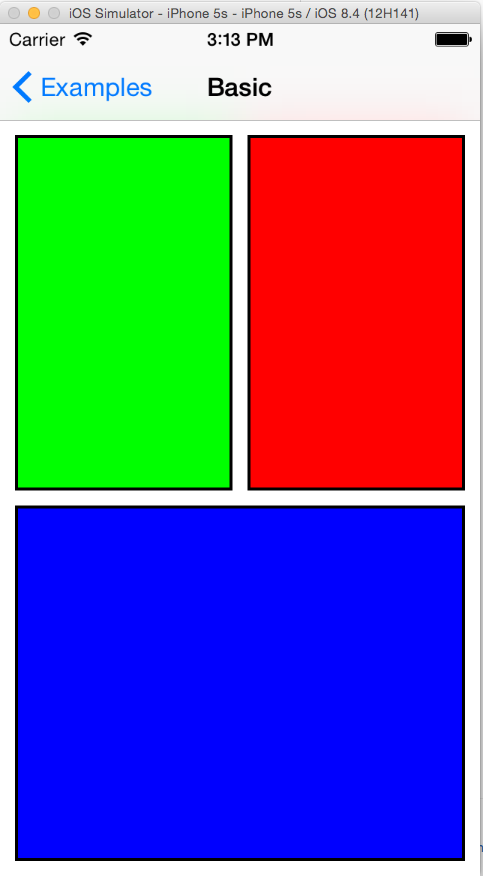 iOS Simulator - iPhone 5s - iPhone 5s / iOS 8.4 (12H141)
Carrier 3:13 PM
Examples Basic